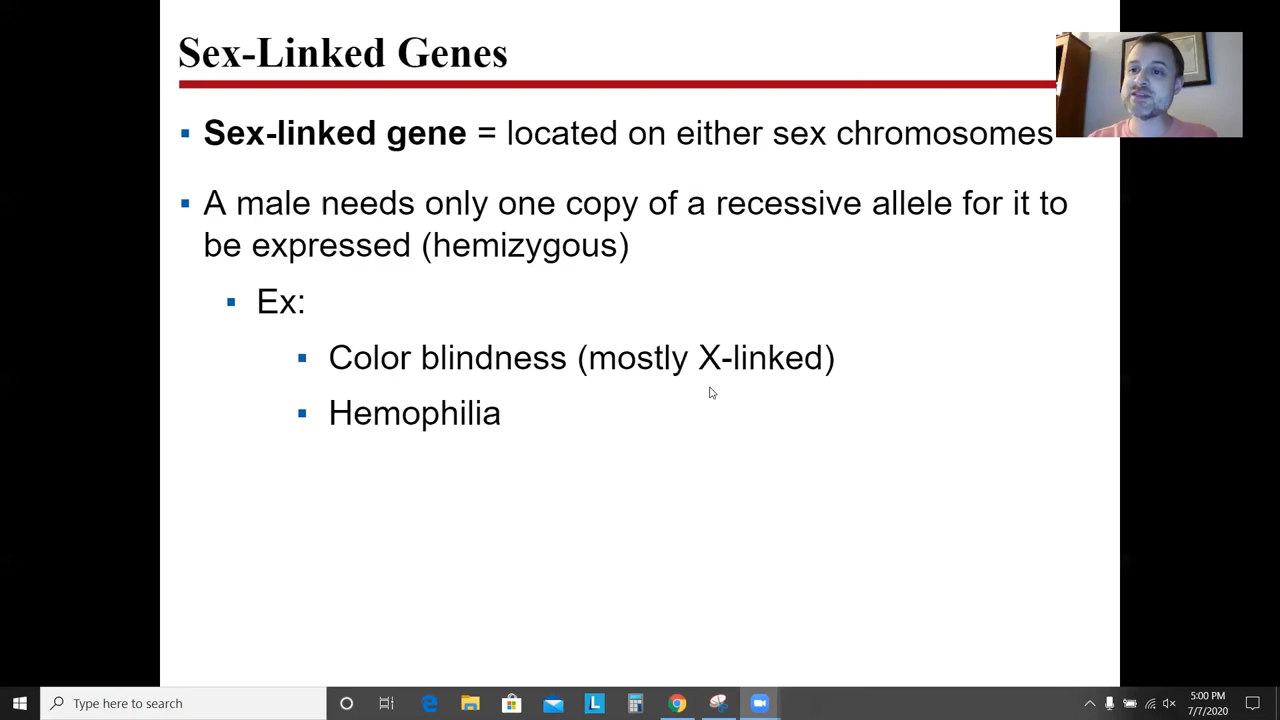 Sex-Linked Genes
▪ Sex-linked gene = located on either sex chromosomes
▪ A male needs only one copy of a recessive allele for it to
be expressed (hemizygous)
▪ Ex:
▪ Color blindness (mostly X-linked)
▪ Hemophilia
Type here to search
L
5:00 PM
7/7/2020